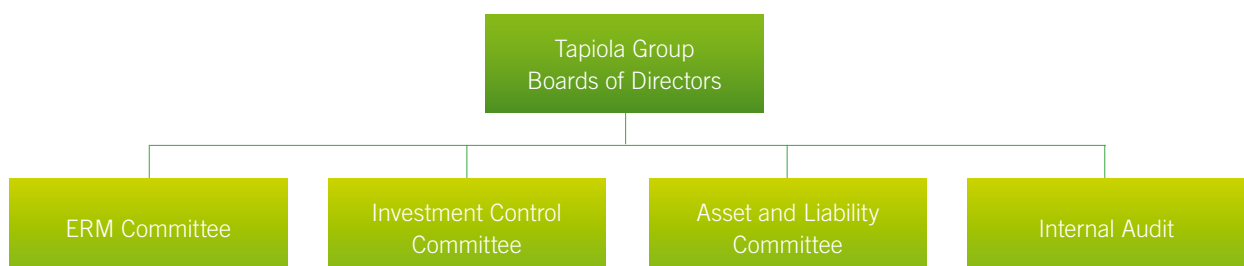 Tapiola Group
Boards of Directors
ERM Committee
Investment Control
Committee
Asset and Liability
Committee
Internal Audit